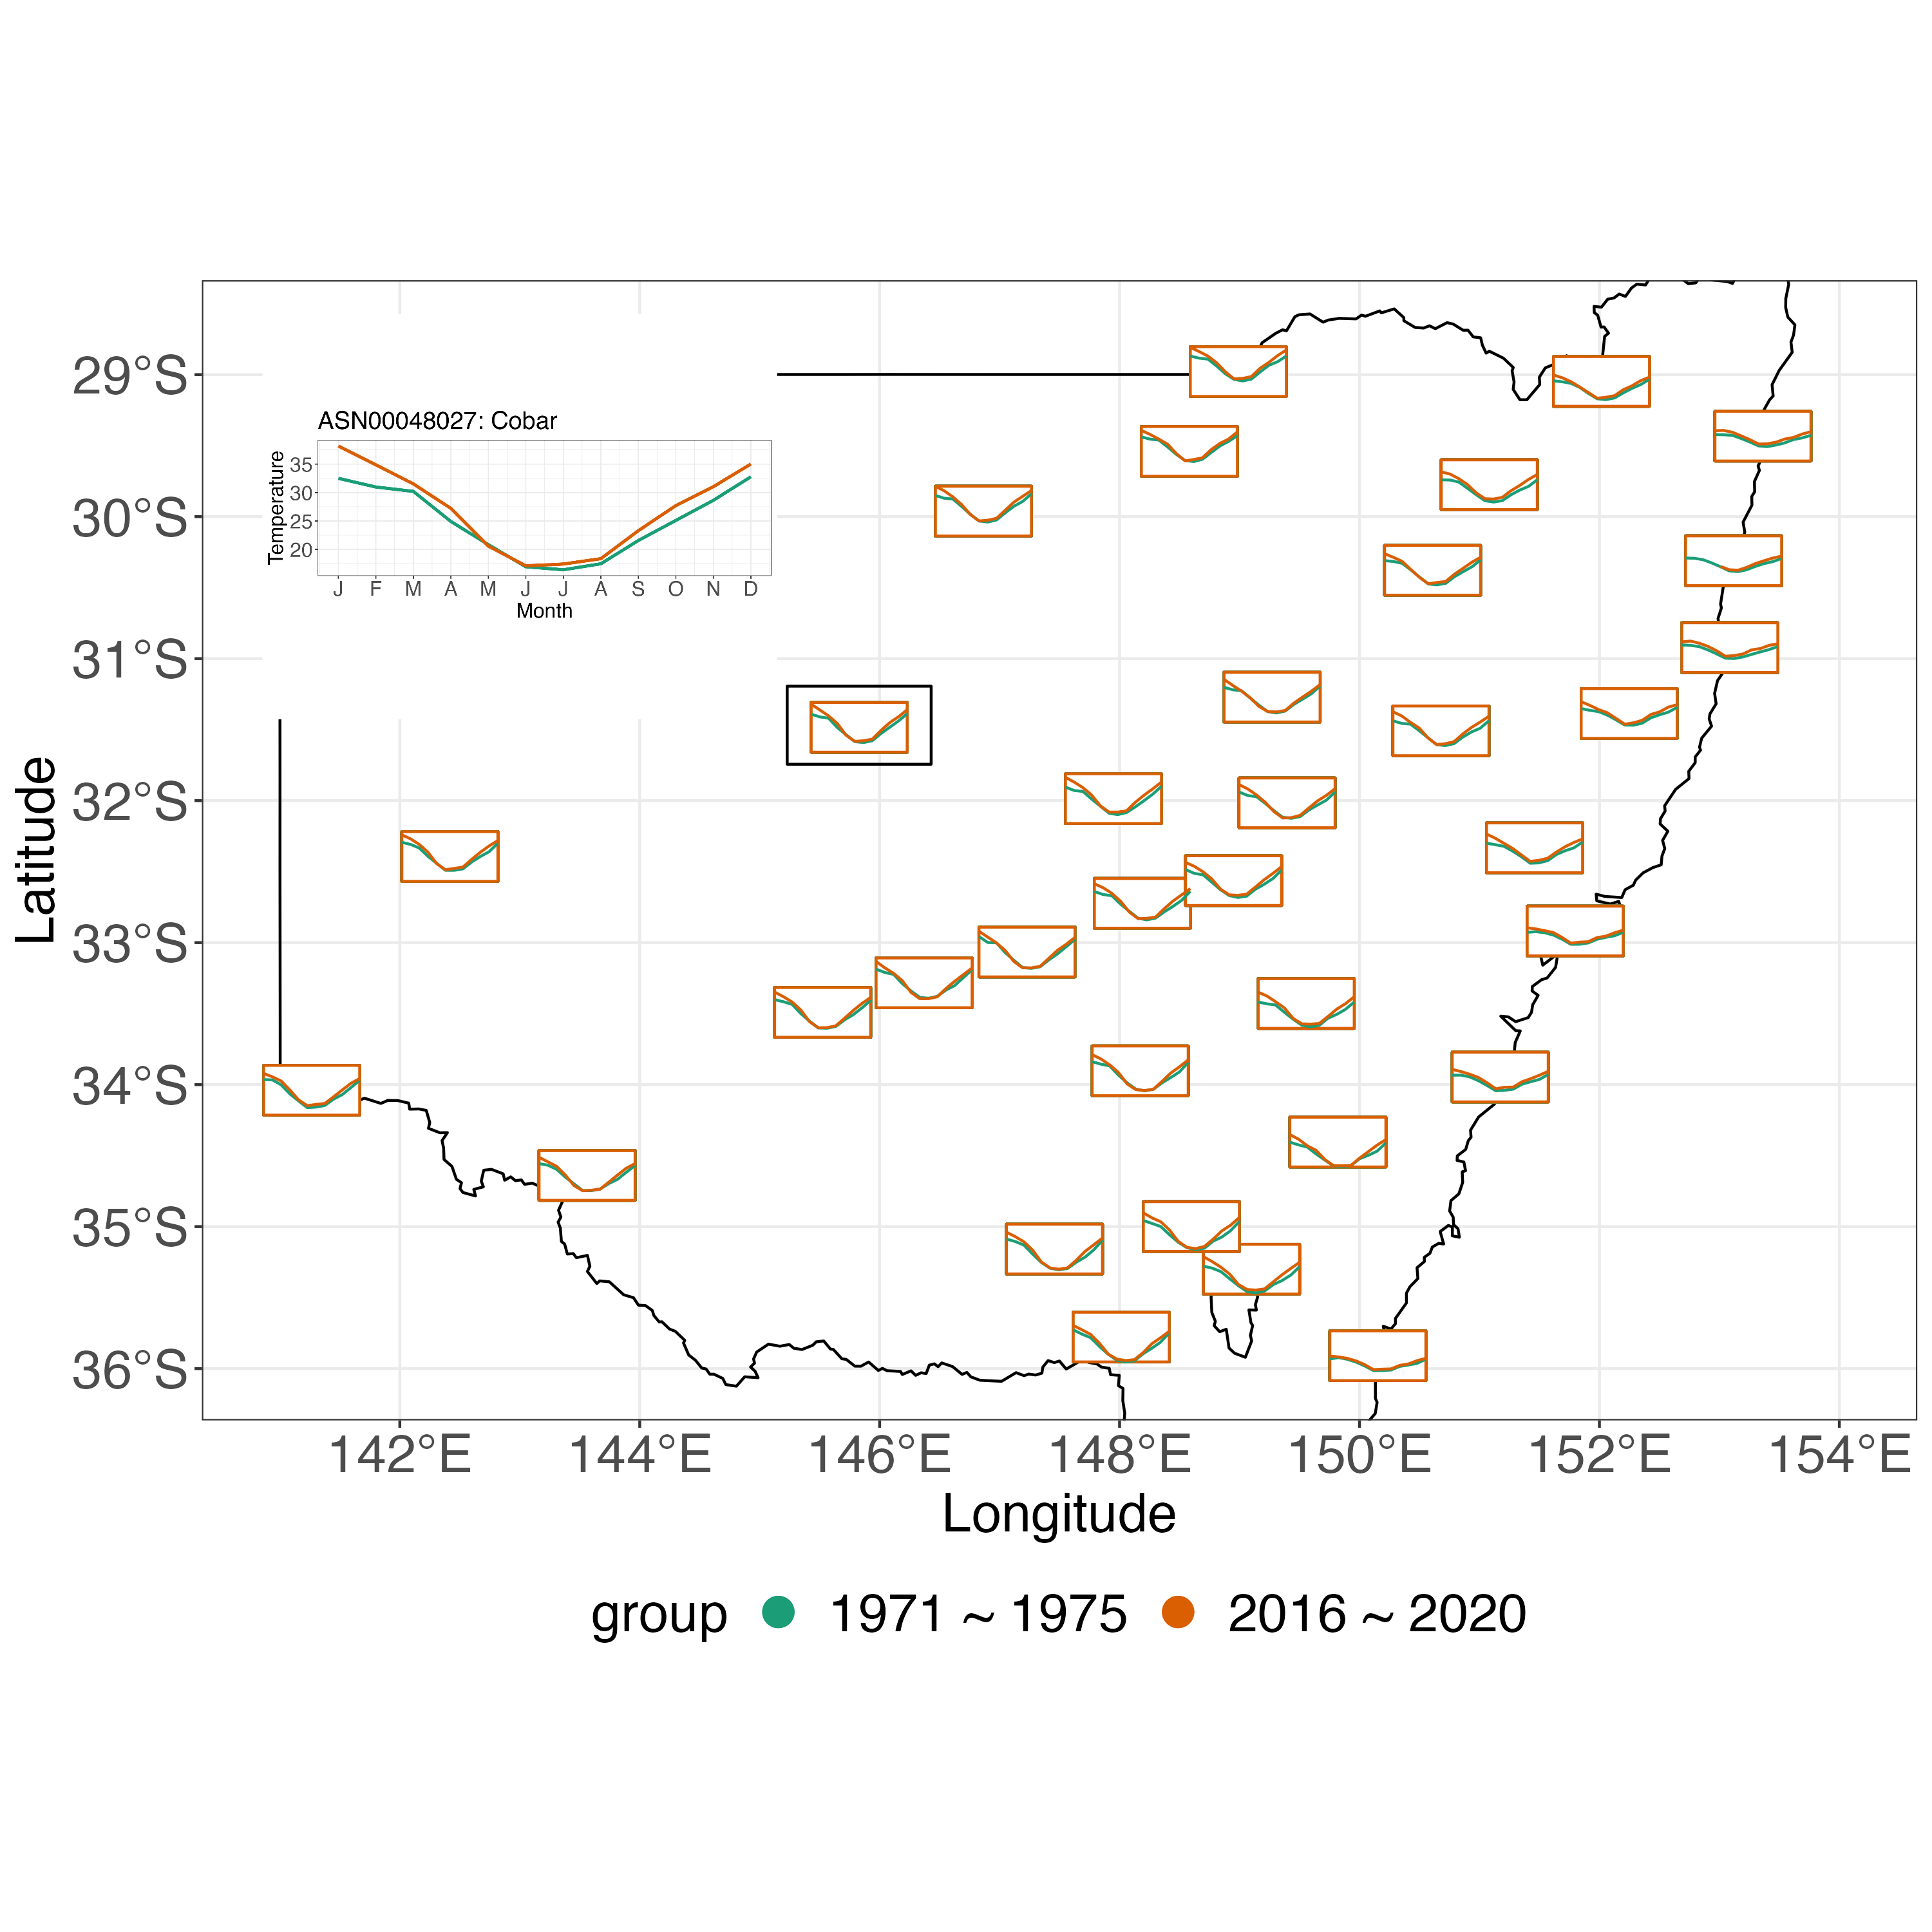 ASN00048027: Cobar
Temperature
35
30
25
20
J F M A M J J A S O N D
Month
Latitude
29°S
30°S
31°S
32°S
33°S
34°S
35°S
36°S
142°E 144°E 146°E 148°E 150°E 152°E 154°E
Longitude
group 1971 ~ 1975 2016 ~ 2020